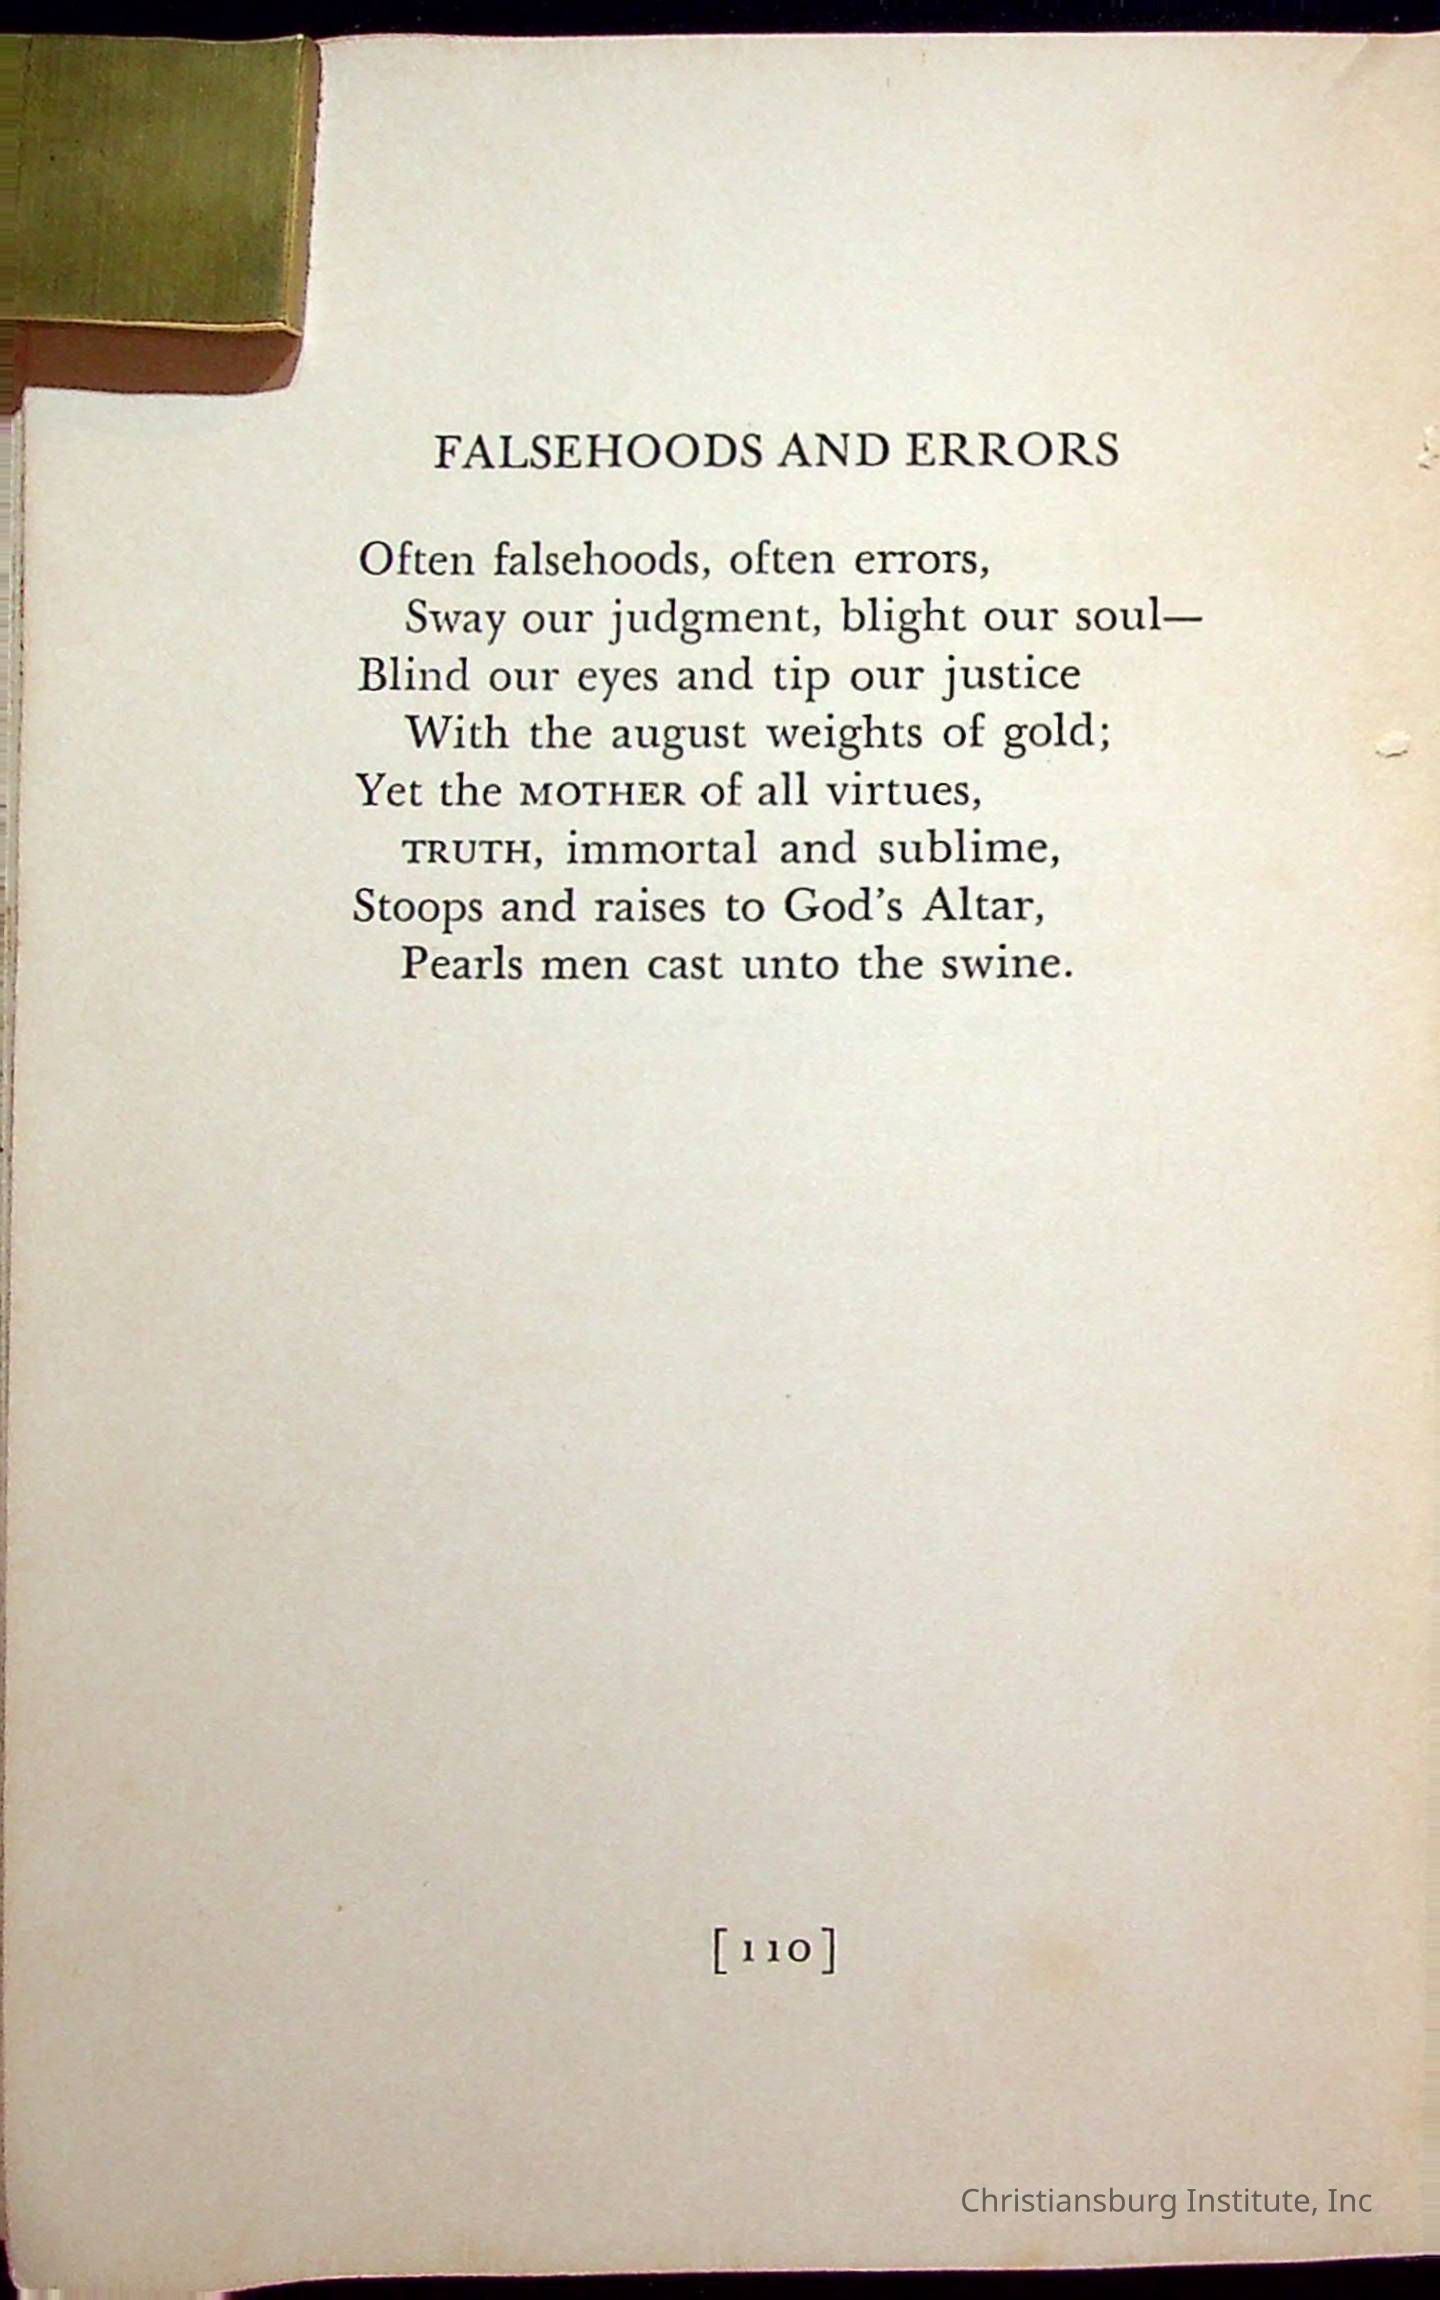 FALSEHOODS AND ERRORS
Often falsehoods, often errors,
Sway our judgment, blight our soul—
Blind our eyes and tip our justice
With the august weights of gold;
Yet the MOTHER of all virtues,
TRUTH, immortal and sublime,
Stoops and raises to God's Altar,
Pearls men cast unto the swine.
[110]
Christiansburg Institute, Inc